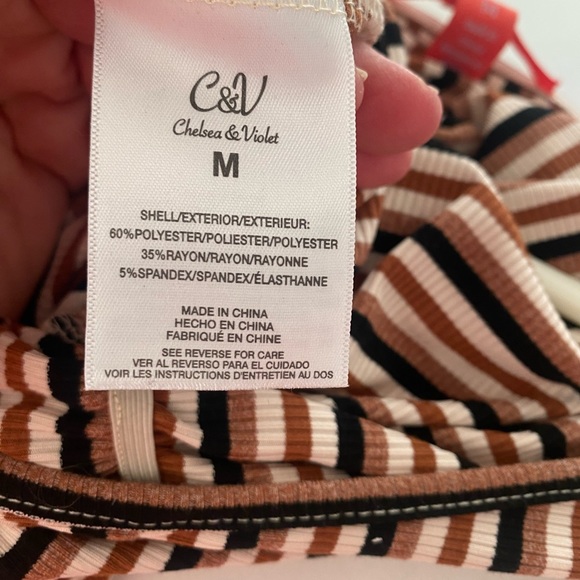 C&V
Chelsea & Violet
M
SHELL/EXTERIOR/EXTERIEUR:
60%POLYESTER/POLIESTER/POLYESTER
35%RAYON/RAYON/RAYONNE
5%SPANDEX/SPANDEX/ÉLASTHANNE
MADE IN CHINA
HECHO EN CHINA
FABRIQUÉ EN CHINE
SEE REVERSE FOR CARE
VER AL REVERSO PARA EL CUIDADO
VOIR LES INSTRUCTIONS D'ENTRETIEN AU DOS